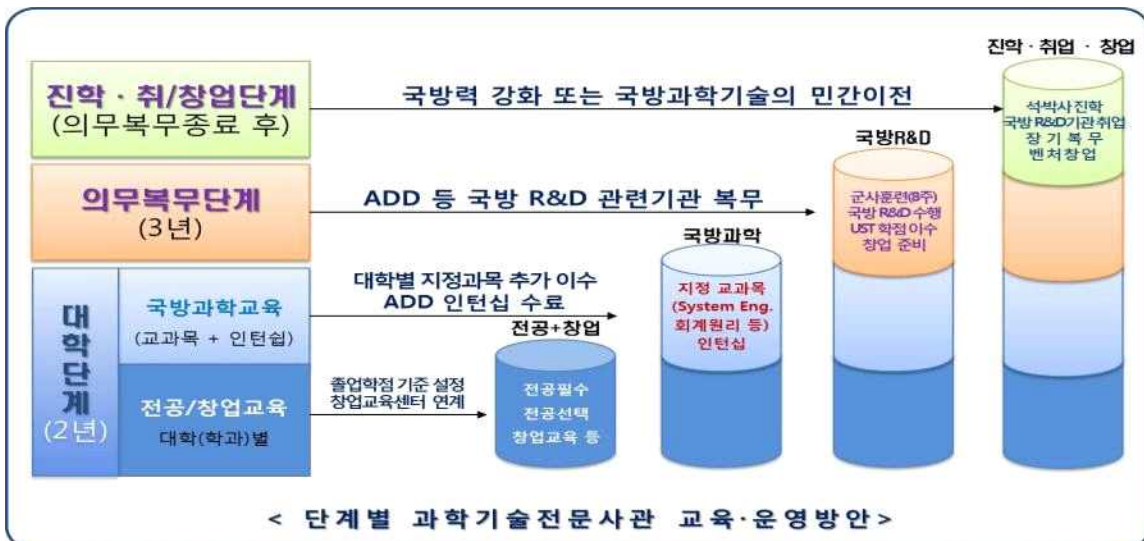 진학 · 취업 · 창업
진학 · 취/창업단계
(의무복무종료 후)
국방력 강화 또는 국방과학기술의 민간이전
석·박사 진학
국방 R&D기관 취업
장 기 복 무
벤처창업
국방R&D
의무복무단계
(3년)
ADD 등 국방 R&D 관련기관 복무
군사훈련(8주)
국방 R&D 수행
UST 학점 이수
창업 준비
국방과학
대학단계
(2년)
국방과학교육
(교과목 + 인턴쉽)
대학별 지정과목 추가 이수
ADD 인턴십 수료
지정 교과목
(System Eng.
회계원리 등)
인턴십
전공+창업
전공/창업교육
대학(학과)별
졸업학점 기준 설정
창업교육센터 연계
전공필수
전공선택
창업교육 등
< 단계별 과학기술전문사관 교육·운영방안 >